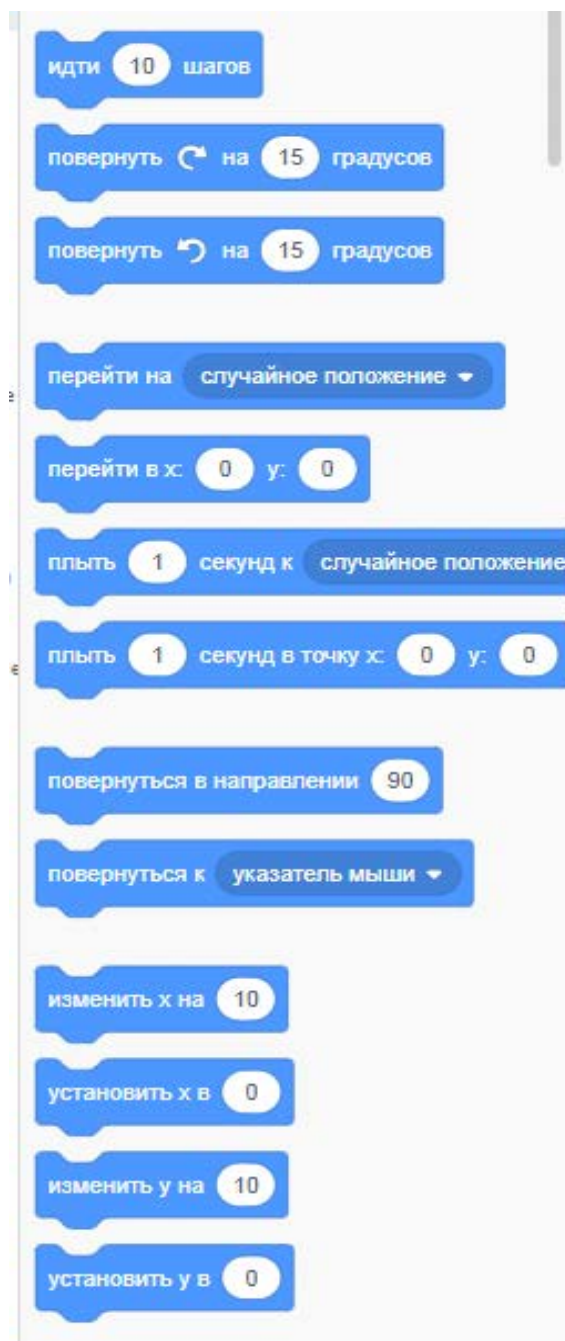 идти 10 шагов
повернуть на 15 градусов
повернуть на 15 градусов
перейти на случайное положение
перейти в x: 0 y: 0
плыть 1 секунд к случайное положение
плыть 1 секунд в точку x: 0 y: 0
повернуться в направлении 90
повернуться к указатель мыши
изменить x на 10
установить x в 0
изменить y на 10
установить y в 0